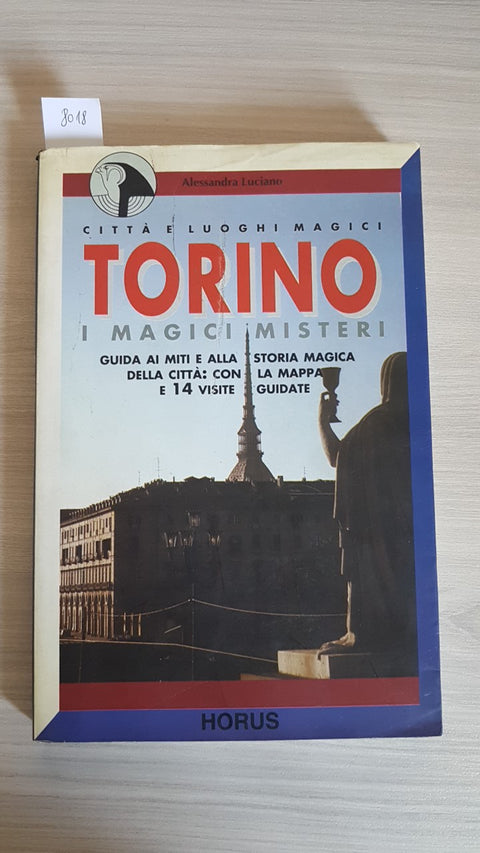 8018
Alessandra Luciano
CITTÀ E LUOGHI MAGICI
TORINO
I MAGICI MISTERI
GUIDA AI MITI E ALLA STORIA MAGICA
DELLA CITTÀ: CON LA MAPPA
E 14 VISITE GUIDATE
HORUS